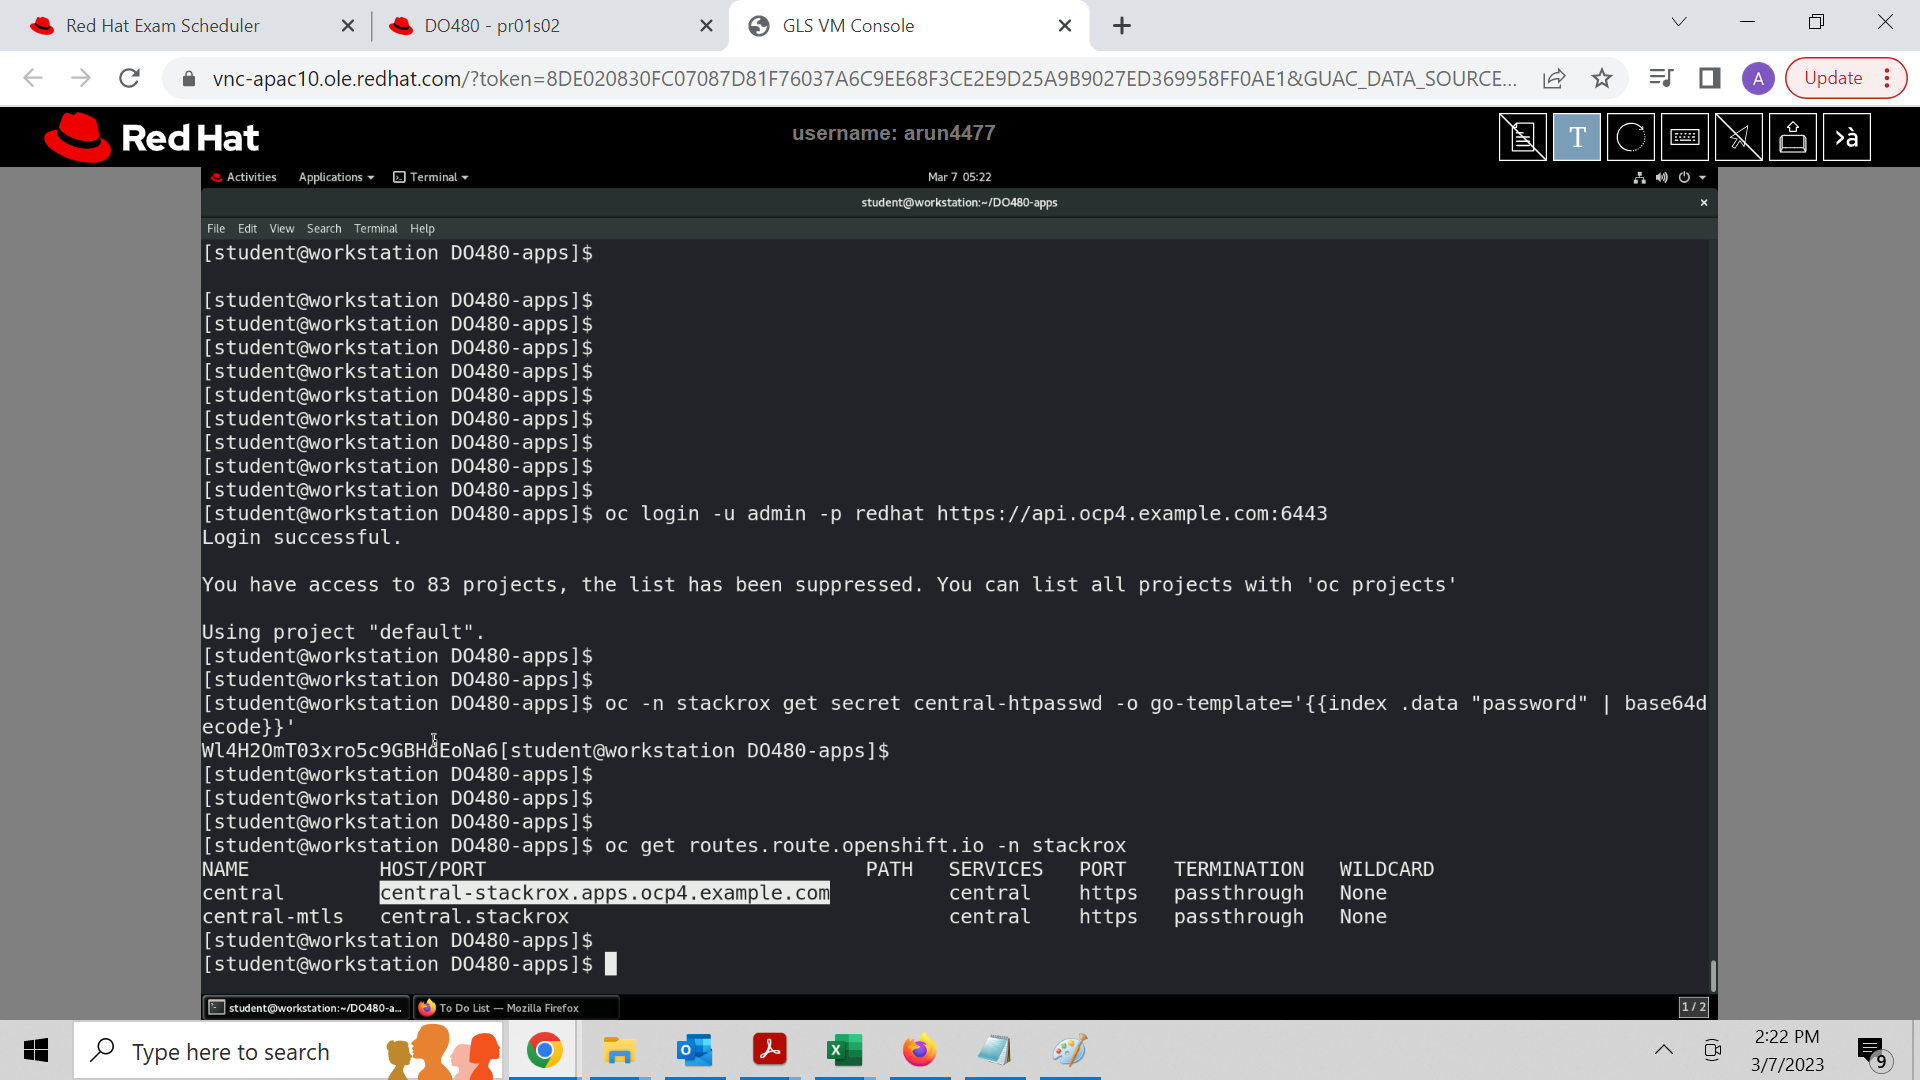 Red Hat Exam Scheduler
DO480 - pr01s02
GLS VM Console
vnc-apac10.ole.redhat.com/?token=8DE020830FC07087D81F76037A6C9EE68F3CE2E9D25A9B9027ED369958FF0AE1&GUAC_DATA_SOURCE...
A
Update
Red Hat
username: arun4477
T
>à
Activities Applications Terminal
Mar 7 05:22
student@workstation:~/DO480-apps
File Edit View Search Terminal Help
[student@workstation DO480-apps]$
[student@workstation DO480-apps]$
[student@workstation DO480-apps]$
[student@workstation DO480-apps]$
[student@workstation DO480-apps]$
[student@workstation DO480-apps]$
[student@workstation DO480-apps]$
[student@workstation DO480-apps]$
[student@workstation DO480-apps]$
[student@workstation DO480-apps]$
[student@workstation DO480-apps]$ oc login -u admin -p redhat https://api.ocp4.example.com:6443
Login successful.
You have access to 83 projects, the list has been suppressed. You can list all projects with 'oc projects'
Using project "default".
[student@workstation DO480-apps]$
[student@workstation DO480-apps]$
[student@workstation DO480-apps]$ oc -n stackrox get secret central-htpasswd -o go-template='{{index .data "password" | base64d
ecode}}'
Wl4H2OmT03xro5c9GBHdEoNa6[student@workstation DO480-apps]$
[student@workstation DO480-apps]$
[student@workstation DO480-apps]$
[student@workstation DO480-apps]$
[student@workstation DO480-apps]$ oc get routes.route.openshift.io -n stackrox
NAME HOST/PORT PATH SERVICES PORT TERMINATION WILDCARD
central central-stackrox.apps.ocp4.example.com central https passthrough None
central-mtls central.stackrox central https passthrough None
[student@workstation DO480-apps]$
[student@workstation DO480-apps]$
student@workstation:~/DO480-a...
To Do List — Mozilla Firefox
1 / 2
Type here to search
2:22 PM
3/7/2023
9